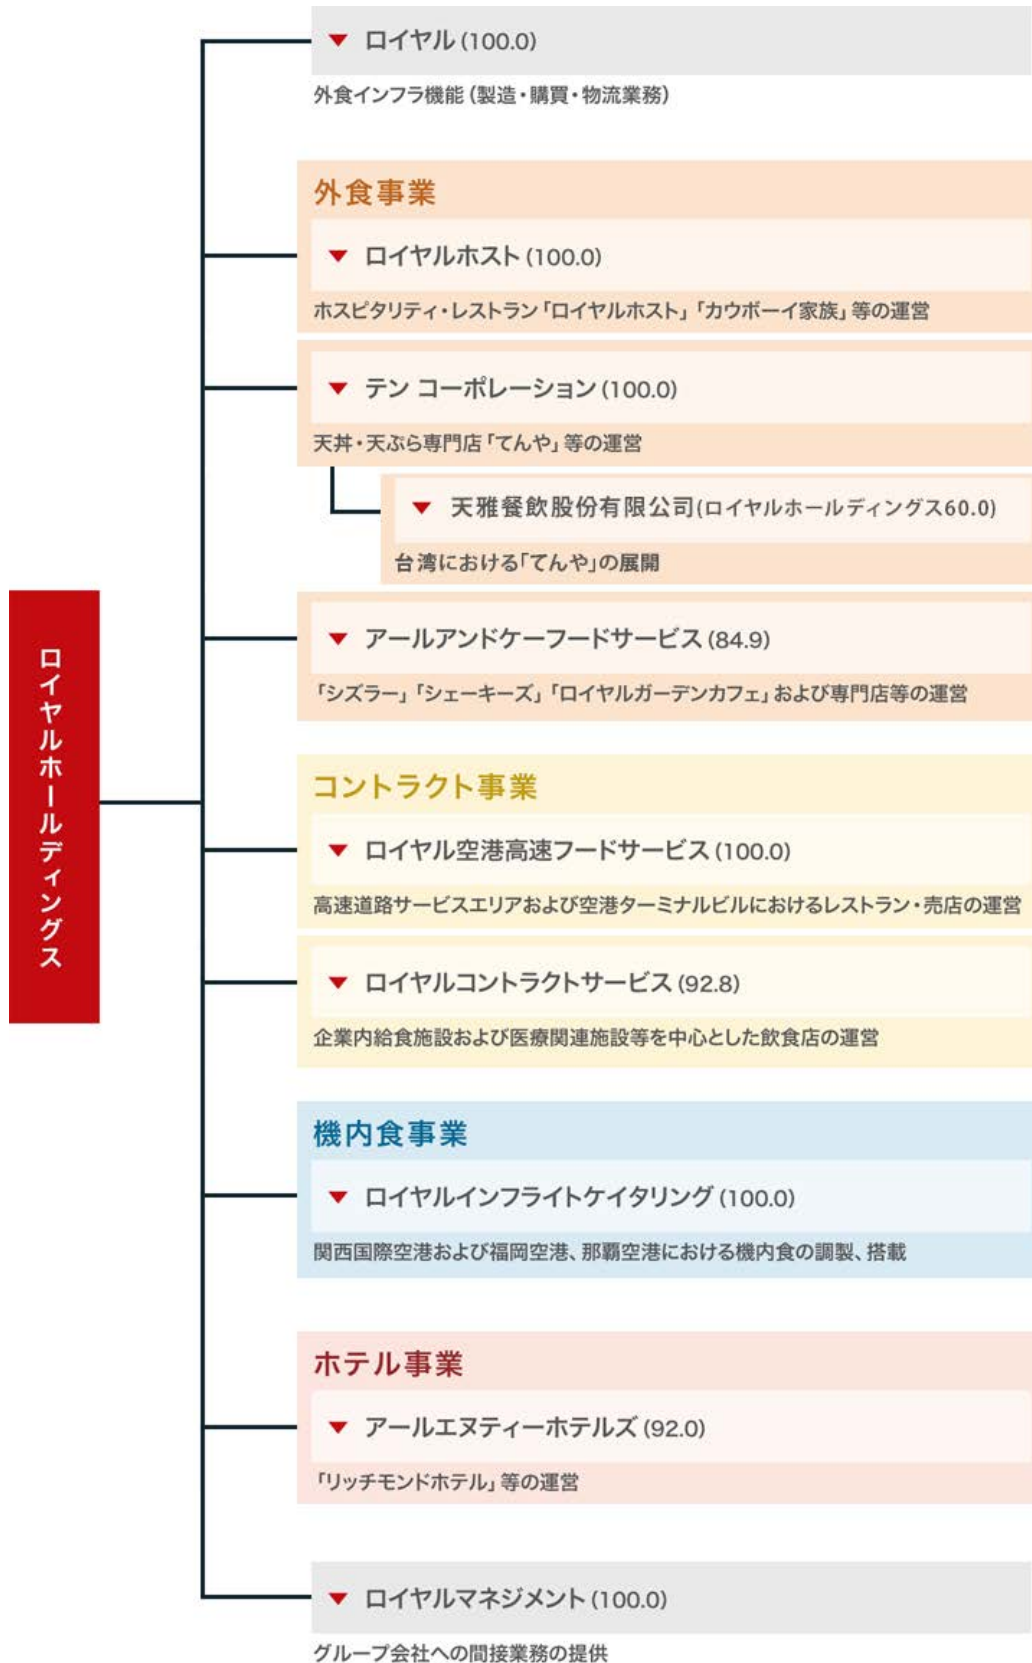 ロイヤルホールディングス
▼ ロイヤル (100.0)
外食インフラ機能 (製造・購買・物流業務)
外食事業
▼ ロイヤルホスト (100.0)
ホスピタリティ・レストラン「ロイヤルホスト」「カウボーイ家族」等の運営
▼ テン コーポレーション (100.0)
天丼・天ぷら専門店「てんや」等の運営
▼ 天雅餐飲股份有限公司(ロイヤルホールディングス60.0)
台湾における「てんや」の展開
▼ アールアンドケーフードサービス (84.9)
「シズラー」「シェーキーズ」「ロイヤルガーデンカフェ」および専門店等の運営
コントラクト事業
▼ ロイヤル空港高速フードサービス (100.0)
高速道路サービスエリアおよび空港ターミナルビルにおけるレストラン・売店の運営
▼ ロイヤルコントラクトサービス (92.8)
企業内給食施設および医療関連施設等を中心とした飲食店の運営
機内食事業
▼ ロイヤルインフライトケイタリング (100.0)
関西国際空港および福岡空港、那覇空港における機内食の調製、搭載
ホテル事業
▼ アールエヌティーホテルズ (92.0)
「リッチモンドホテル」等の運営
▼ ロイヤルマネジメント (100.0)
グループ会社への間接業務の提供